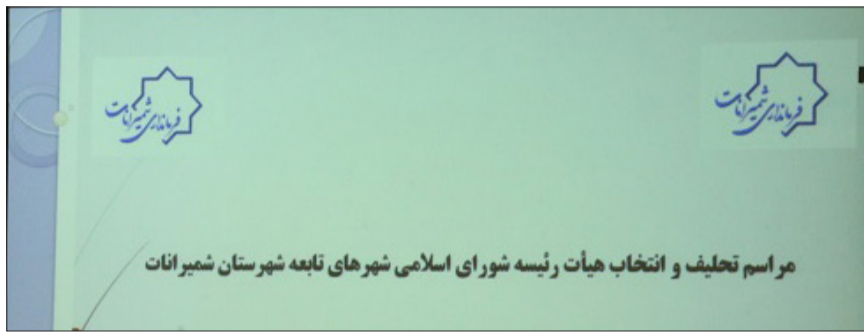 فرمانداری شمیرانات
فرمانداری شمیرانات
مراسم تحلیف و انتخاب هیأت رئیسه شورای اسلامی شهرهای تابعه شهرستان شمیرانات